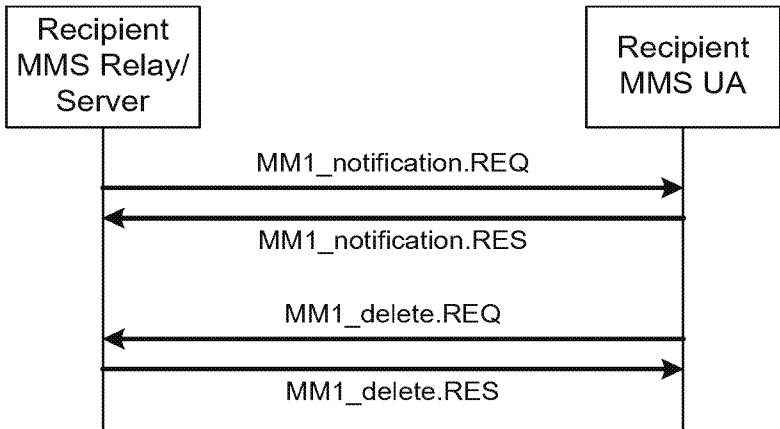 Recipient
MMS Relay/
Server
Recipient
MMS UA
MM1_notification.REQ
MM1_notification.RES
MM1_delete.REQ
MM1_delete.RES